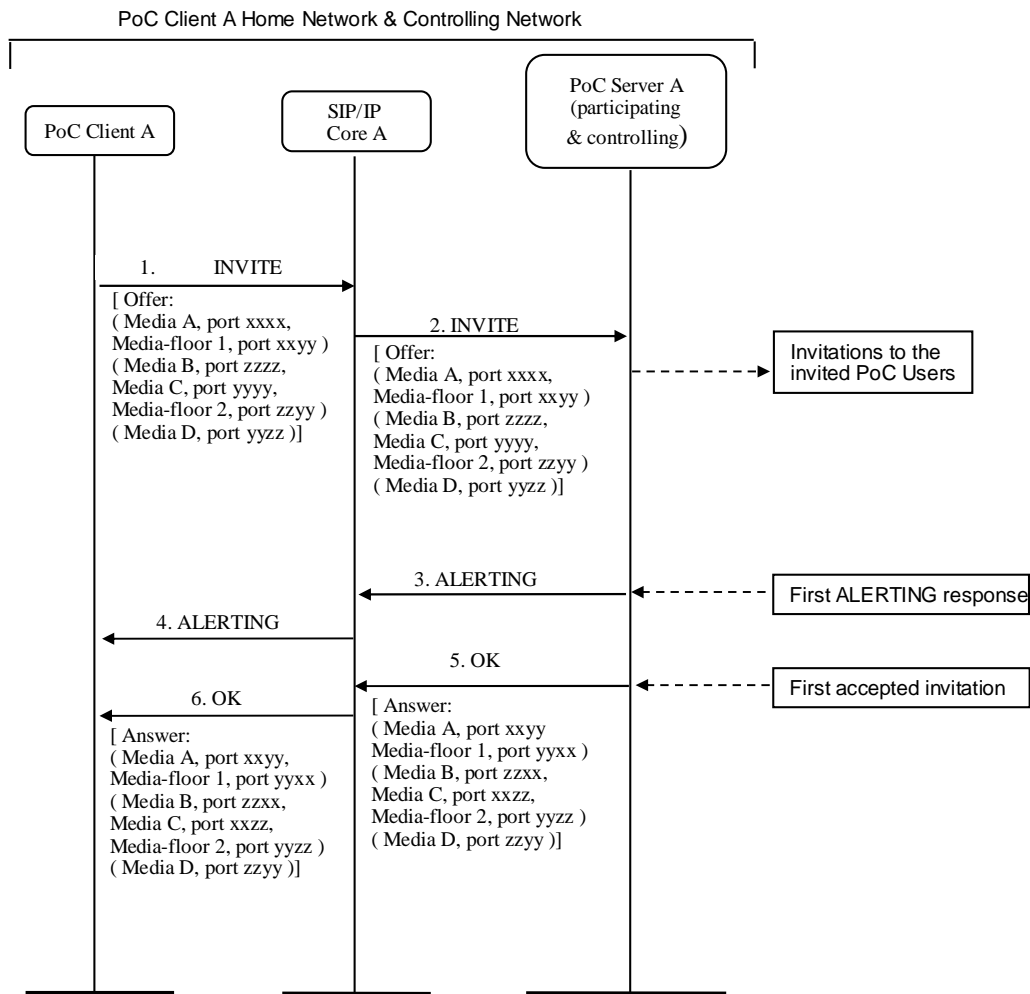 PoC Client A Home Network & Controlling Network
PoC Client A
SIP/IP
Core A
PoC Server A
(participating
& controlling)
1. INVITE
[ Offer:
( Media A, port xxxx,
Media-floor 1, port xxyy )
( Media B, port zzzz,
Media C, port yyyy,
Media-floor 2, port zzyy )
( Media D, port yyzz )]
2. INVITE
[ Offer:
( Media A, port xxxx,
Media-floor 1, port xxyy )
( Media B, port zzzz,
Media C, port yyyy,
Media-floor 2, port zzyy )
( Media D, port yyzz )]
Invitations to the
invited PoC Users
3. ALERTING
First ALERTING response
4. ALERTING
5. OK
First accepted invitation
[ Answer:
( Media A, port xxyy
Media-floor 1, port yyxx )
( Media B, port zzxx,
Media C, port xxzz,
Media-floor 2, port yyzz )
( Media D, port zzyy )]
6. OK
[ Answer:
( Media A, port xxyy,
Media-floor 1, port yyxx )
( Media B, port zzxx,
Media C, port xxzz,
Media-floor 2, port yyzz )
( Media D, port zzyy )]